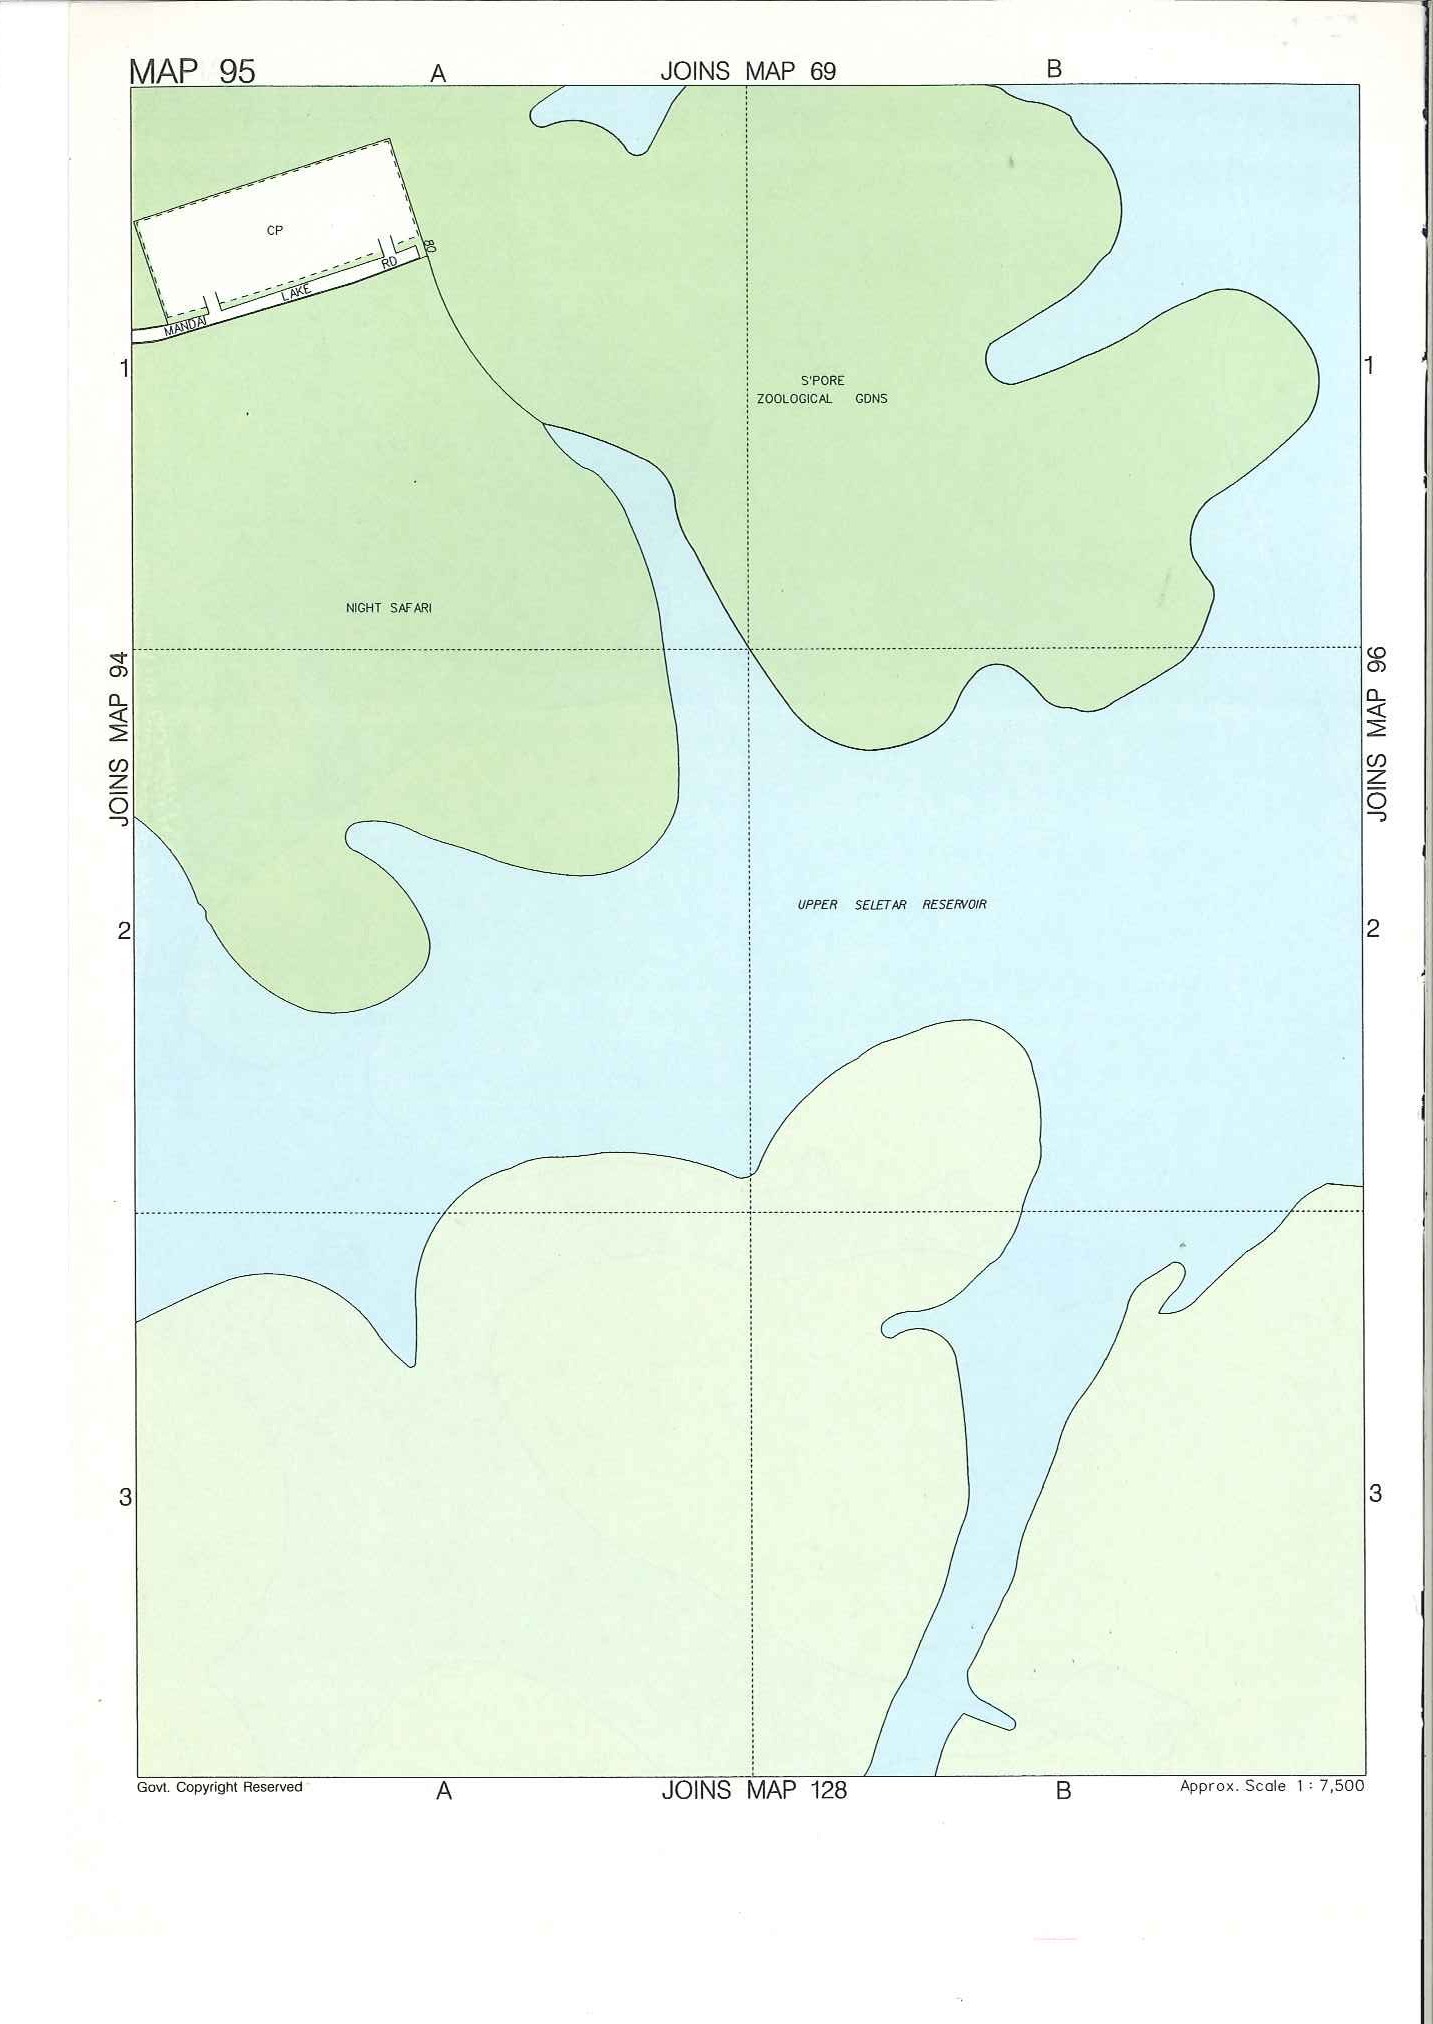 MAP 95
A
JOINS MAP 69
B
CP
80
MANDAI LAKE RD
1
1
S'PORE
ZOOLOGICAL GDNS
NIGHT SAFARI
JOINS MAP 94
JOINS MAP 96
UPPER SELETAR RESERVOIR
2
2
3
3
Govt. Copyright Reserved
A
JOINS MAP 128
B
Approx. Scale 1 : 7,500